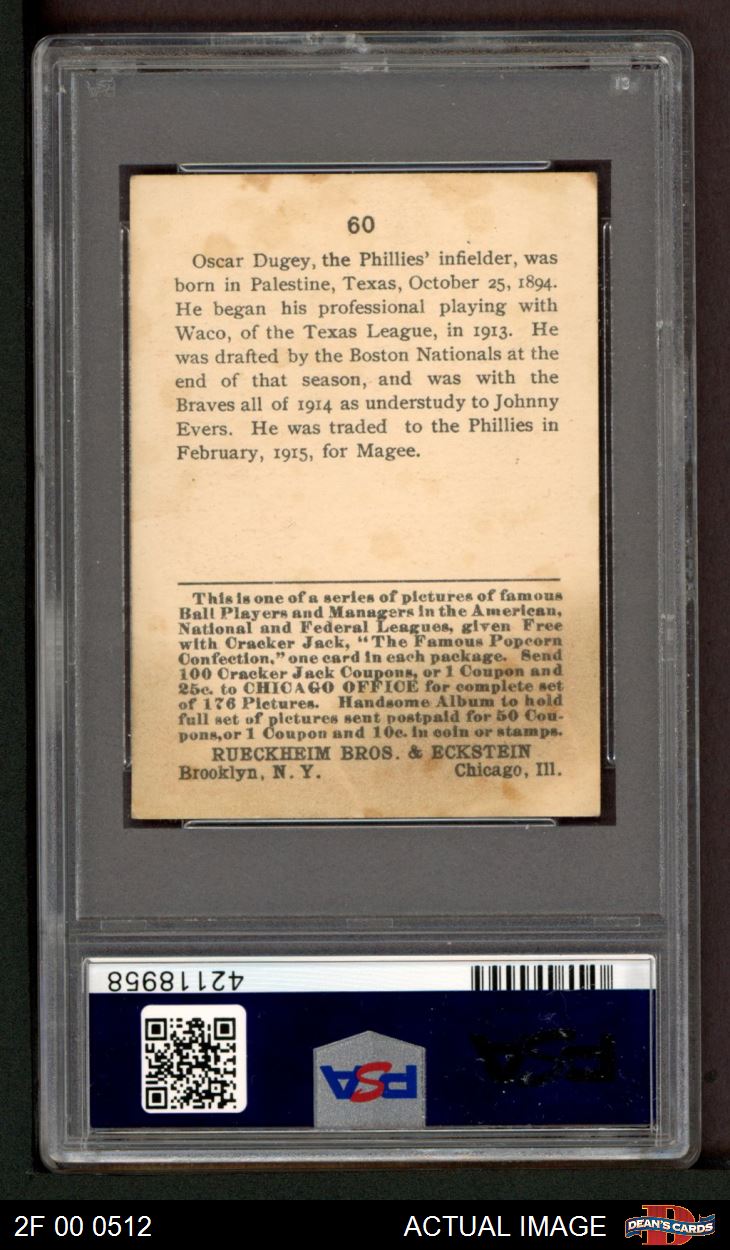 60
Oscar Dugey, the Phillies' infielder, was
born in Palestine, Texas, October 25, 1894.
He began his professional playing with
Waco, of the Texas League, in 1913. He
was drafted by the Boston Nationals at the
end of that season, and was with the
Braves all of 1914 as understudy to Johnny
Evers. He was traded to the Phillies in
February, 1915, for Magee.
This is one of a series of pictures of famous
Ball Players and Managers in the American,
National and Federal Leagues, given Free
with Cracker Jack, "The Famous Popcorn
Confection," one card in each package. Send
100 Cracker Jack Coupons, or 1 Coupon and
25c. to CHICAGO OFFICE for complete set
of 176 Pictures. Handsome Album to hold
full set of pictures sent postpaid for 50 Cou-
pons, or 1 Coupon and 10c. in coin or stamps.
RUECKHEIM BROS. & ECKSTEIN
Brooklyn, N. Y. Chicago, Ill.
42118958
PSA
PSA
2F 00 0512 ACTUAL IMAGE D DEAN'S CARDS